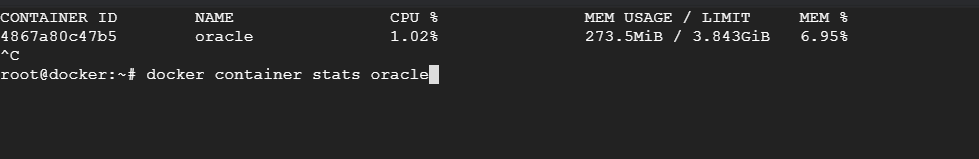 CONTAINER ID NAME CPU % MEM USAGE / LIMIT MEM %
4867a80c47b5 oracle 1.02% 273.5MiB / 3.843GiB 6.95%
^C
root@docker:~# docker container stats oracle